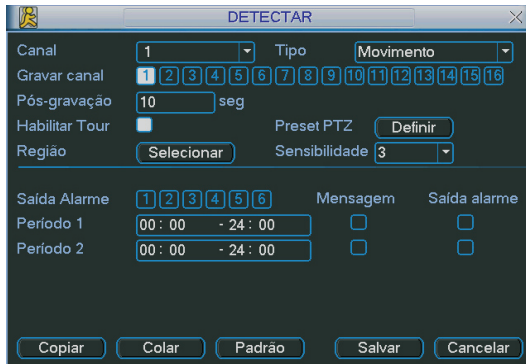 DETECTAR
Canal 1 Tipo Movimento
Gravar canal 1 2 3 4 5 6 7 8 9 10 11 12 13 14 15 16
Pós-gravação 10 seg
Habilitar Tour Preset PTZ Definir
Região Selecionar Sensibilidade 3
Saída Alarme 1 2 3 4 5 6 Mensagem Saída alarme
Período 1 00: 00 - 24: 00
Período 2 00: 00 - 24: 00
Copiar Colar Padrão Salvar Cancelar